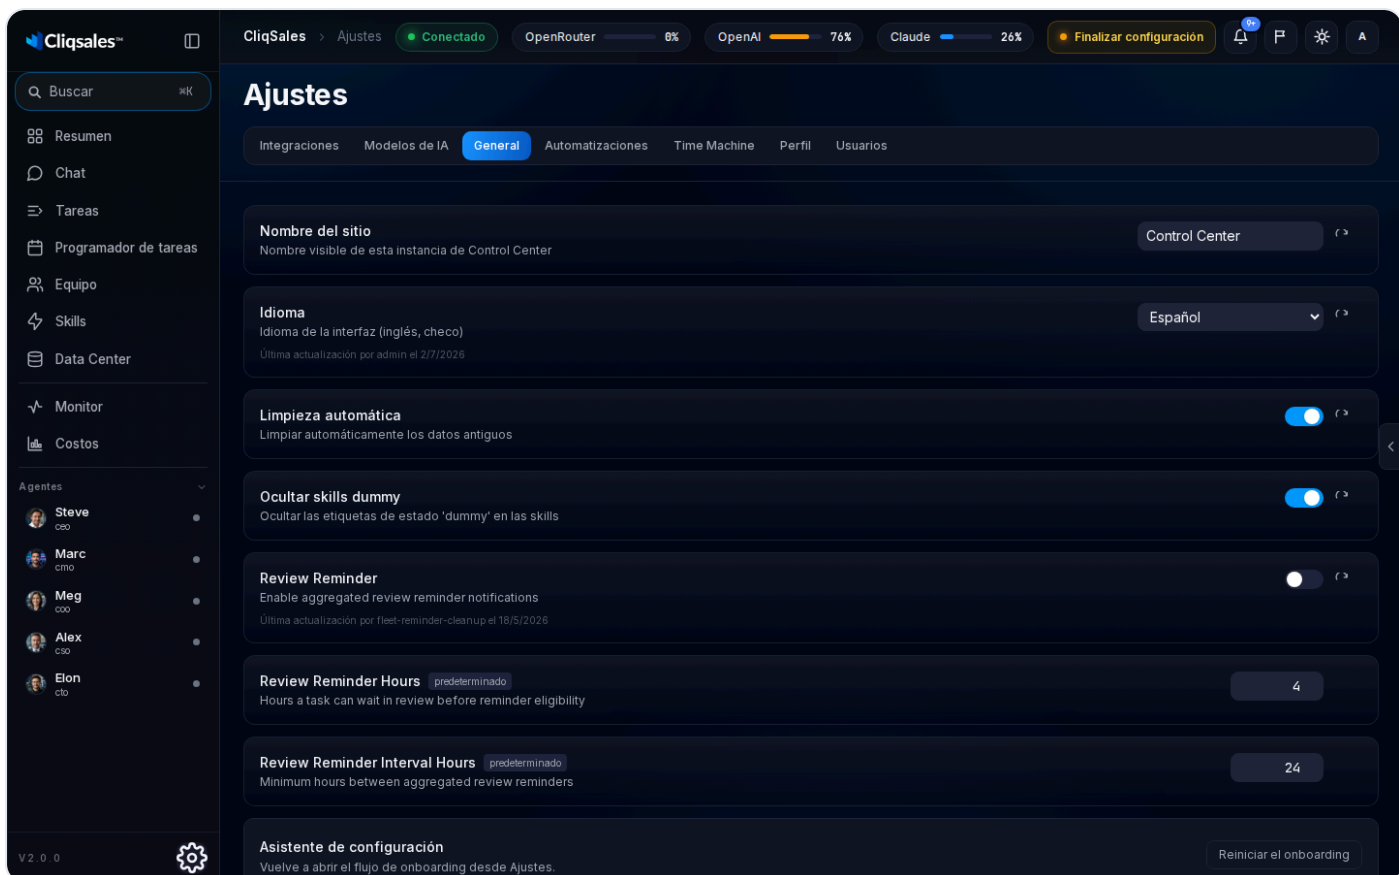 Cliqsales™
Buscar ⌘K
Resumen
Chat
Tareas
Programador de tareas
Equipo
Skills
Data Center
Monitor
Costos
Agentes
Steve
ceo
Marc
cmo
Meg
coo
Alex
cso
Elon
cto
V2.0.0
CliqSales › Ajustes
Conectado
OpenRouter 0%
OpenAI 76%
Claude 26%
Finalizar configuración
9+
A
Ajustes
Integraciones
Modelos de IA
General
Automatizaciones
Time Machine
Perfil
Usuarios
Nombre del sitio
Nombre visible de esta instancia de Control Center
Control Center
Idioma
Idioma de la interfaz (inglés, checo)
Última actualización por admin el 2/7/2026
Español
Limpieza automática
Limpiar automáticamente los datos antiguos
Ocultar skills dummy
Ocultar las etiquetas de estado 'dummy' en las skills
Review Reminder
Enable aggregated review reminder notifications
Última actualización por fleet-reminder-cleanup el 18/5/2026
Review Reminder Hours predeterminado
Hours a task can wait in review before reminder eligibility
4
Review Reminder Interval Hours predeterminado
Minimum hours between aggregated review reminders
24
Asistente de configuración
Vuelve a abrir el flujo de onboarding desde Ajustes.
Reiniciar el onboarding